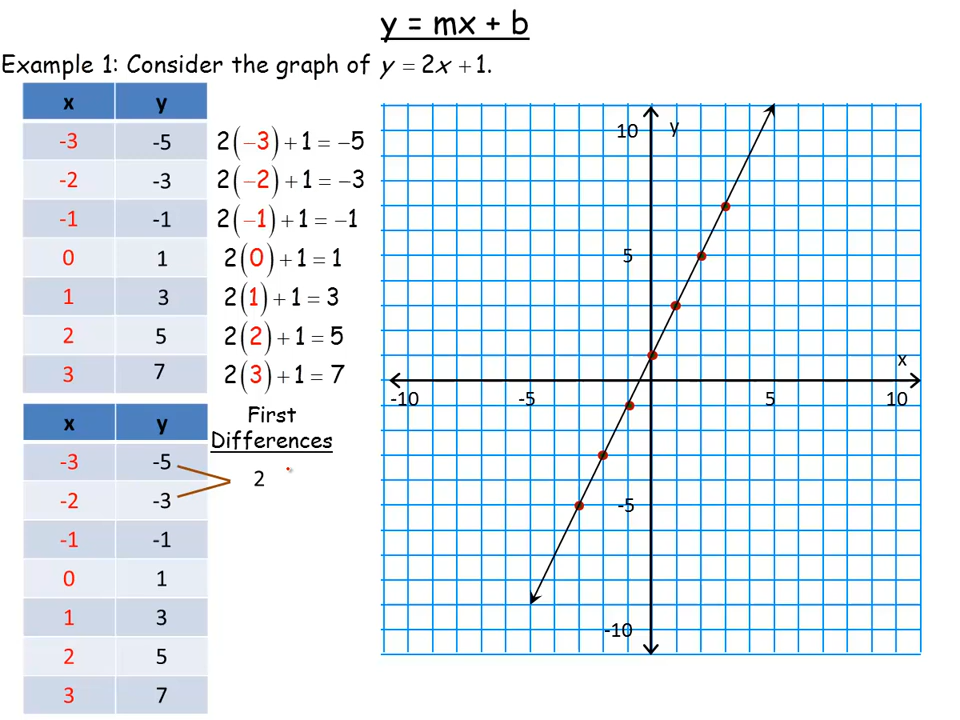 y = mx + b
Example 1: Consider the graph of y = 2x + 1.
x y
-3 -5 2(−3)+1 = −5
-2 -3 2(−2)+1 = −3
-1 -1 2(−1)+1 = −1
0 1 2(0)+1 = 1
1 3 2(1)+1 = 3
2 5 2(2)+1 = 5
3 7 2(3)+1 = 7
First
Differences
x y
-3 -5
2
-2 -3
-1 -1
0 1
1 3
2 5
3 7
10 y
5
x
-10 -5 5 10
-5
-10